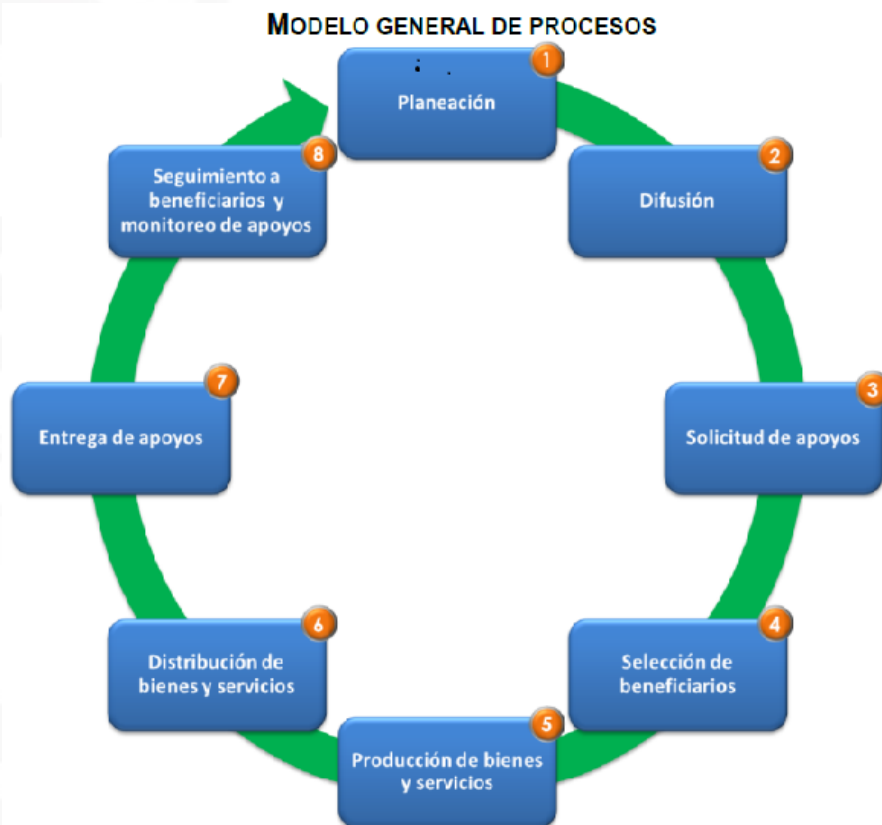 MODELO GENERAL DE PROCESOS
1
Planeación
2
Difusión
3
Solicitud de apoyos
4
Selección de
beneficiarios
5
Producción de bienes
y servicios
6
Distribución de
bienes y servicios
7
Entrega de apoyos
8
Seguimiento a
beneficiarios y
monitoreo de apoyos